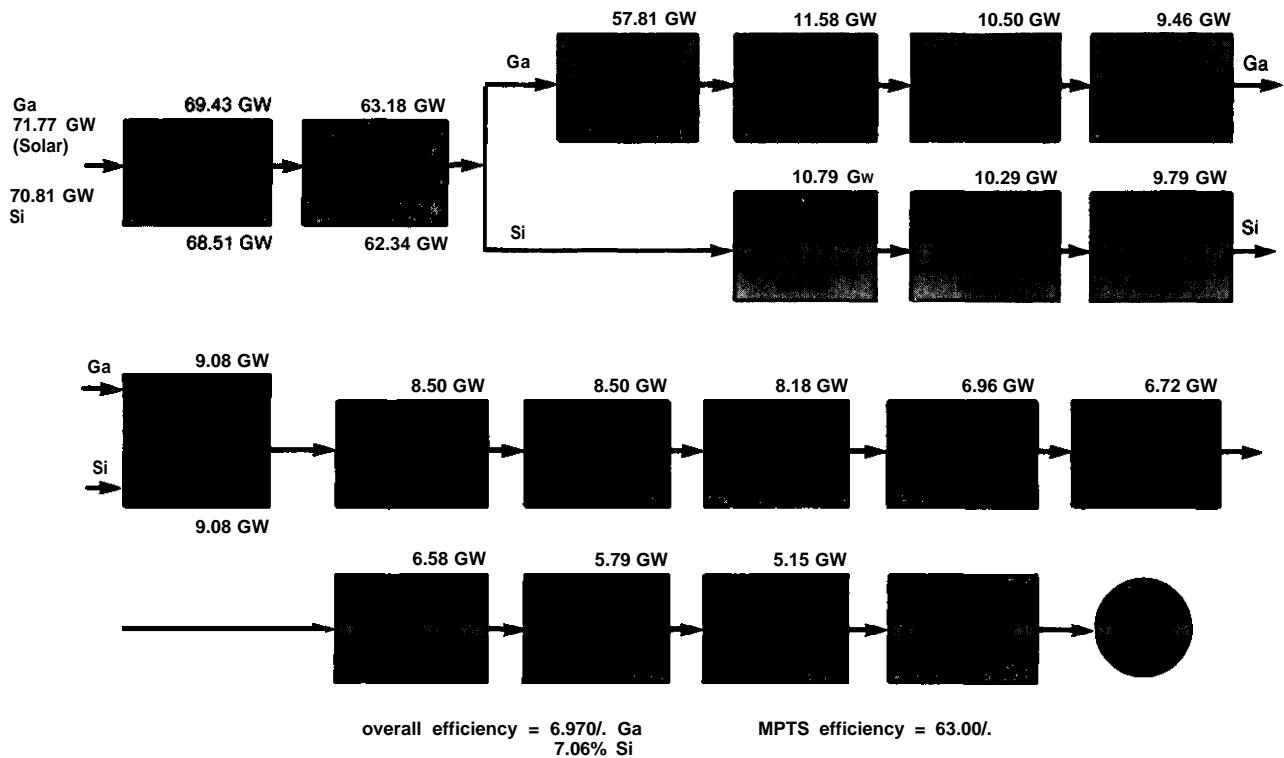 57.81 GW
11.58 GW
10.50 GW
9.46 GW
Ga
Ga
Ga
71.77 GW
(Solar)
69.43 GW
63.18 GW
70.81 GW
Si
68.51 GW
62.34 GW
Si
10.79 Gw
10.29 GW
9.79 GW
Si
Ga
9.08 GW
8.50 GW
8.50 GW
8.18 GW
6.96 GW
6.72 GW
Si
9.08 GW
6.58 GW
5.79 GW
5.15 GW
overall efficiency = 6.970/. Ga
7.06% Si
MPTS efficiency = 63.00/.